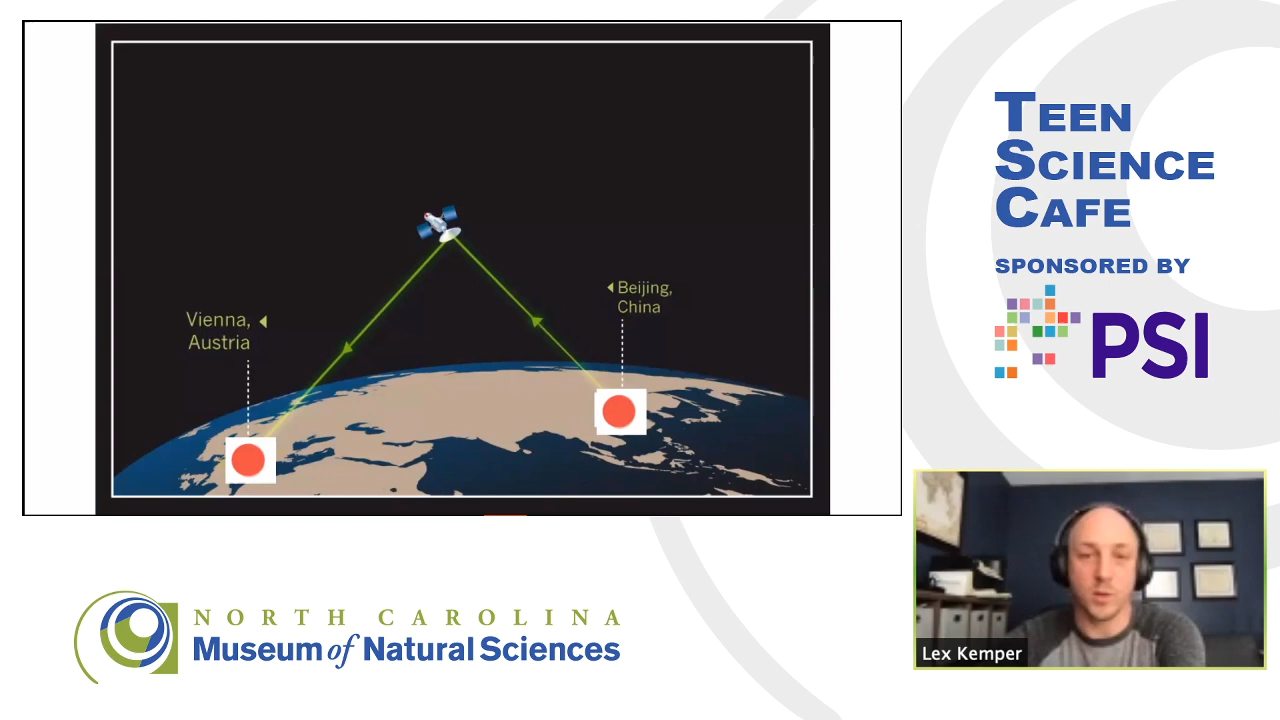 Vienna,
Austria
Beijing,
China
TEEN
SCIENCE
CAFE
SPONSORED BY
PSI
NORTH CAROLINA
Museum of Natural Sciences
Lex Kemper